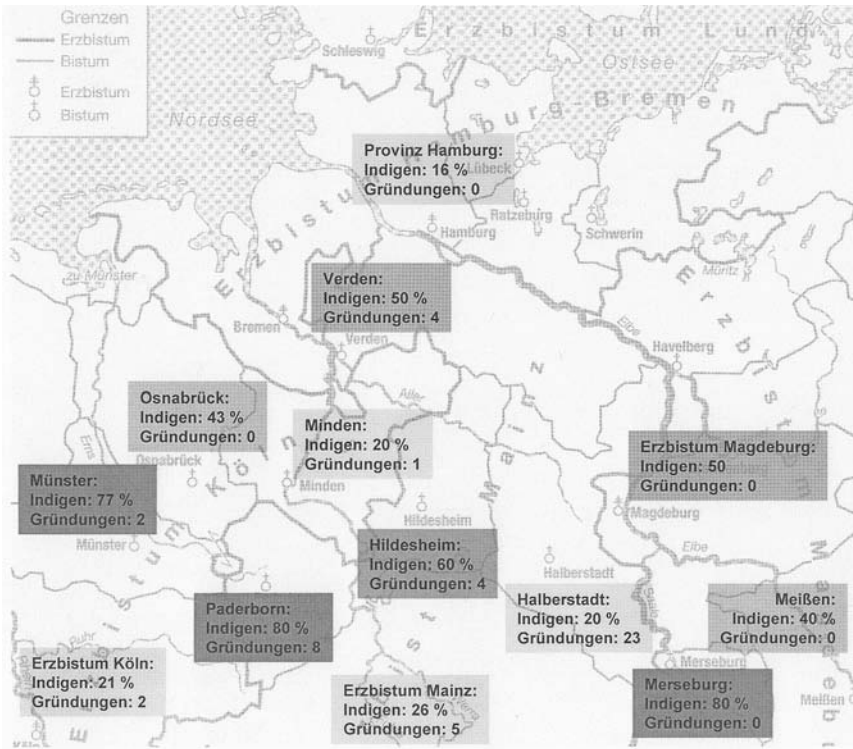 Grenzen
Erzbistum
Bistum
Erzbistum
Bistum
Schleswig
Erzbistum Lund
Ostsee
Nordsee
Erzbistum Hamburg-Bremen
Provinz Hamburg:
Indigen: 16 %
Gründungen: 0
Lübeck
Ratzeburg
Hamburg
Schwerin
zu Münster
Müritz
Verden:
Indigen: 50 %
Gründungen: 4
Bremen
Verden
Elbe
Havelberg
Aller
Osnabrück:
Indigen: 43 %
Gründungen: 0
Ems
Osnabrück
Minden:
Indigen: 20 %
Gründungen: 1
Minden
Erzbistum Magdeburg:
Indigen: 50
Gründungen: 0
Münster:
Indigen: 77 %
Gründungen: 2
Münster
Hildesheim
Magdeburg
Elbe
Hildesheim:
Indigen: 60 %
Gründungen: 4
Halberstadt
Paderborn:
Indigen: 80 %
Gründungen: 8
Halberstadt:
Indigen: 20 %
Gründungen: 23
Saale
Meißen:
Indigen: 40 %
Gründungen: 0
Ruhr
Erzbistum Köln:
Indigen: 21 %
Gründungen: 2
Erzbistum Mainz:
Indigen: 26 %
Gründungen: 5
Merseburg
Merseburg:
Indigen: 80 %
Gründungen: 0
Meißen
Erzbistum Köln
Mainz
Erzbistum